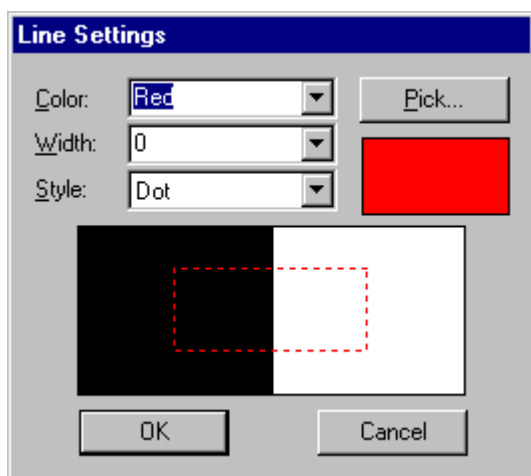 Line Settings
Color: Red Pick...
Width: 0
Style: Dot
OK Cancel